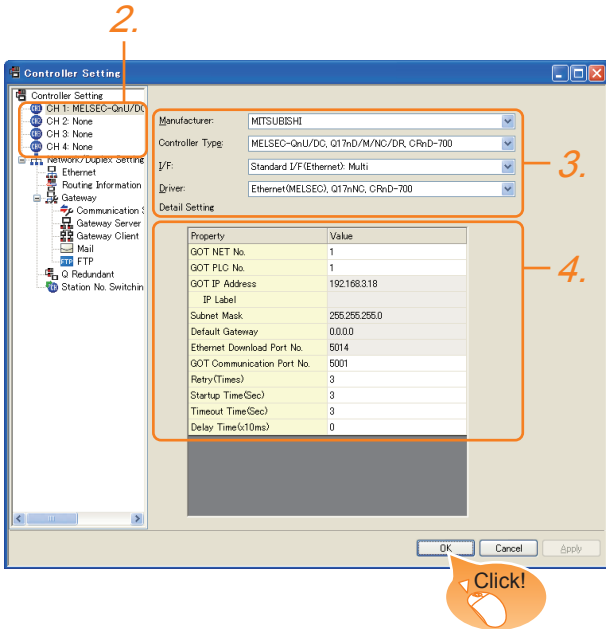 2.
Controller Setting
Controller Setting
CH 1: MELSEC-QnU/DC
CH 2: None
CH 3: None
CH 4: None
Network/Duplex Setting
Ethernet
Routing Information
Gateway
Communication S
Gateway Server
Gateway Client
Mail
FTP
Q Redundant
Station No. Switchin
Manufacturer: MITSUBISHI
Controller Type: MELSEC-QnU/DC, Q17nD/M/NC/DR, CRnD-700
I/F: Standard I/F(Ethernet): Multi
Driver: Ethernet(MELSEC), Q17nNC, CRnD-700
Detail Setting
3.
Property Value
GOT NET No. 1
GOT PLC No. 1
GOT IP Address 192.168.3.18
IP Label
Subnet Mask 255.255.255.0
Default Gateway 0.0.0.0
Ethernet Download Port No. 5014
GOT Communication Port No. 5001
Retry(Times) 3
Startup Time(Sec) 3
Timeout Time(Sec) 3
Delay Time(x10ms) 0
4.
OK Cancel Apply
Click!